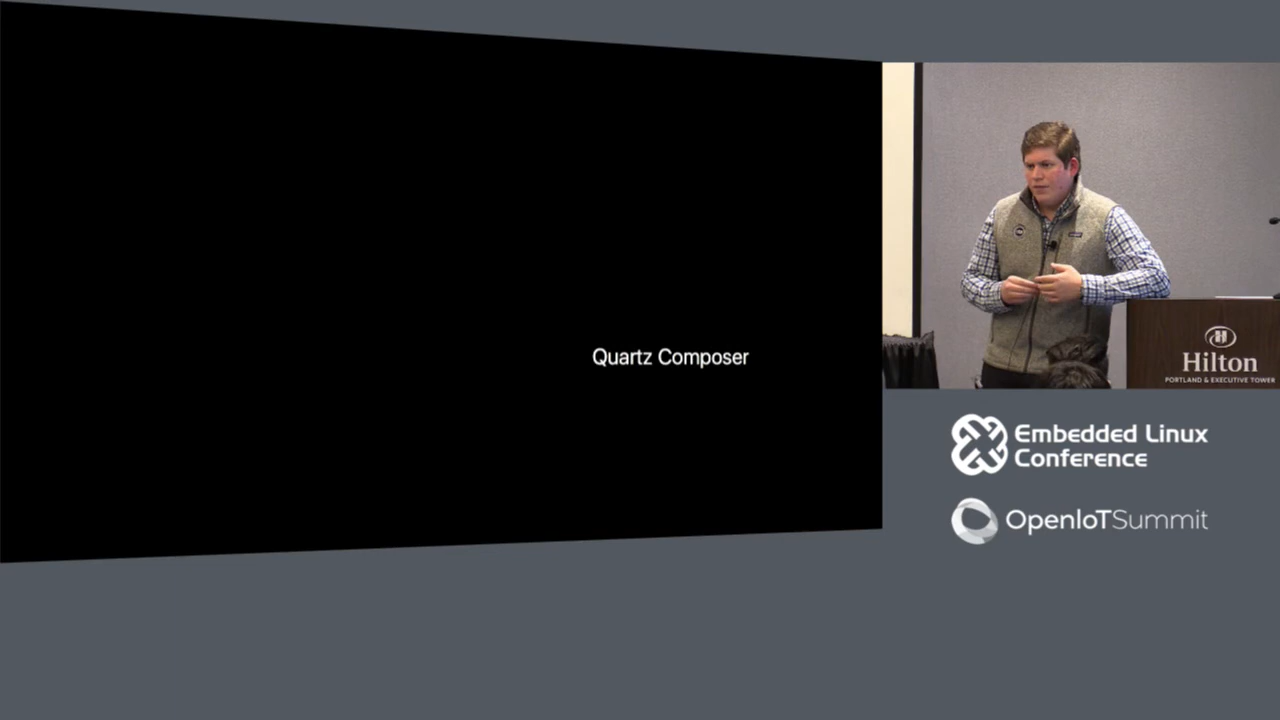 Quartz Composer
Hilton
PORTLAND & EXECUTIVE TOWER
Embedded Linux
Conference
OpenIoTSummit